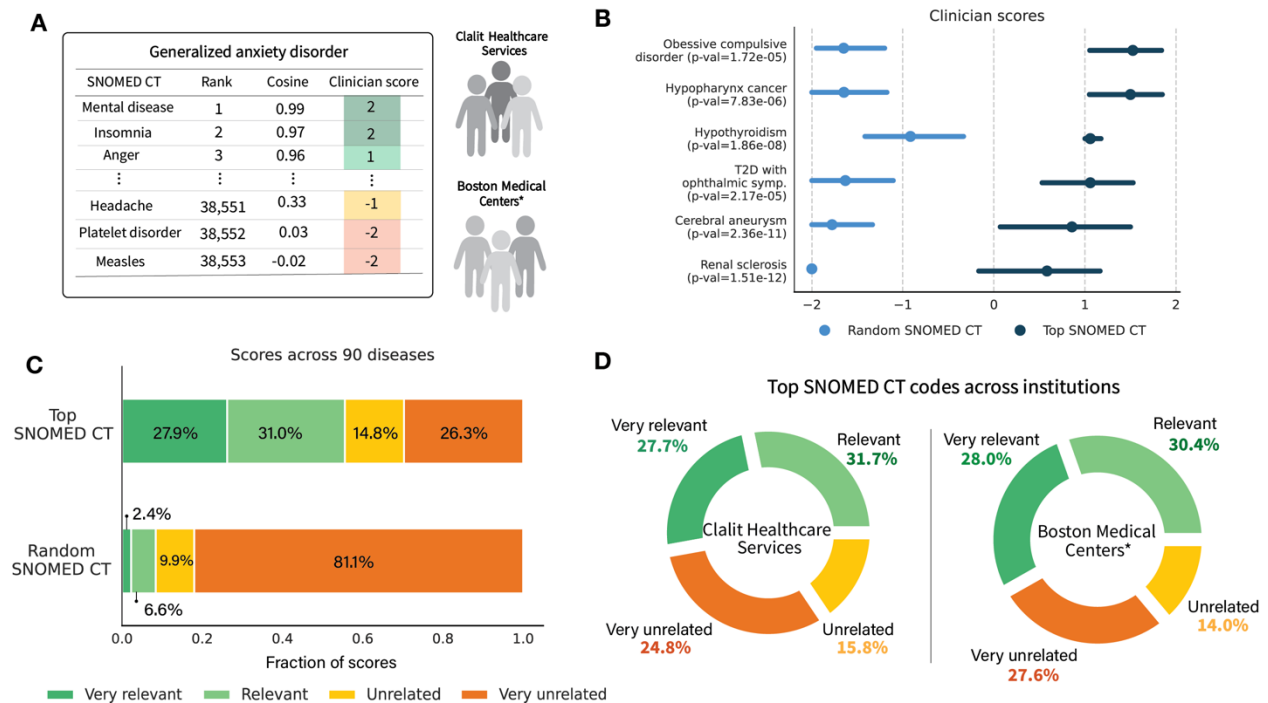 A
Generalized anxiety disorder
SNOMED CT Rank Cosine Clinician score
Mental disease 1 0.99 2
Insomnia 2 0.97 2
Anger 3 0.96 1
⋮ ⋮ ⋮ ⋮
Headache 38,551 0.33 -1
Platelet disorder 38,552 0.03 -2
Measles 38,553 -0.02 -2
Clalit Healthcare
Services
Boston Medical
Centers*
B
Clinician scores
Obessive compulsive
disorder (p-val=1.72e-05)
Hypopharynx cancer
(p-val=7.83e-06)
Hypothyroidism
(p-val=1.86e-08)
T2D with
ophthalmic symp.
(p-val=2.17e-05)
Cerebral aneurysm
(p-val=2.36e-11)
Renal sclerosis
(p-val=1.51e-12)
−2 −1 0 1 2
Random SNOMED CT Top SNOMED CT
C
Scores across 90 diseases
Top
SNOMED CT
27.9% 31.0% 14.8% 26.3%
2.4%
Random
SNOMED CT
9.9% 81.1%
6.6%
0.0 0.2 0.4 0.6 0.8 1.0
Fraction of scores
Very relevant Relevant Unrelated Very unrelated
D
Top SNOMED CT codes across institutions
Very relevant
27.7%
Relevant
31.7%
Clalit Healthcare
Services
Very unrelated
24.8%
Unrelated
15.8%
Very relevant
28.0%
Relevant
30.4%
Boston Medical
Centers*
Unrelated
14.0%
Very unrelated
27.6%